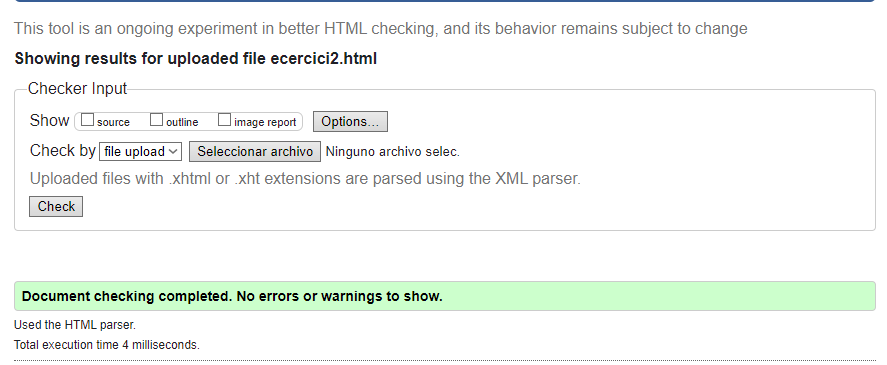 This tool is an ongoing experiment in better HTML checking, and its behavior remains subject to change
Showing results for uploaded file ecercici2.html
Checker Input
Show source outline image report Options...
Check by file upload Seleccionar archivo Ninguno archivo selec.
Uploaded files with .xhtml or .xht extensions are parsed using the XML parser.
Check
Document checking completed. No errors or warnings to show.
Used the HTML parser.
Total execution time 4 milliseconds.